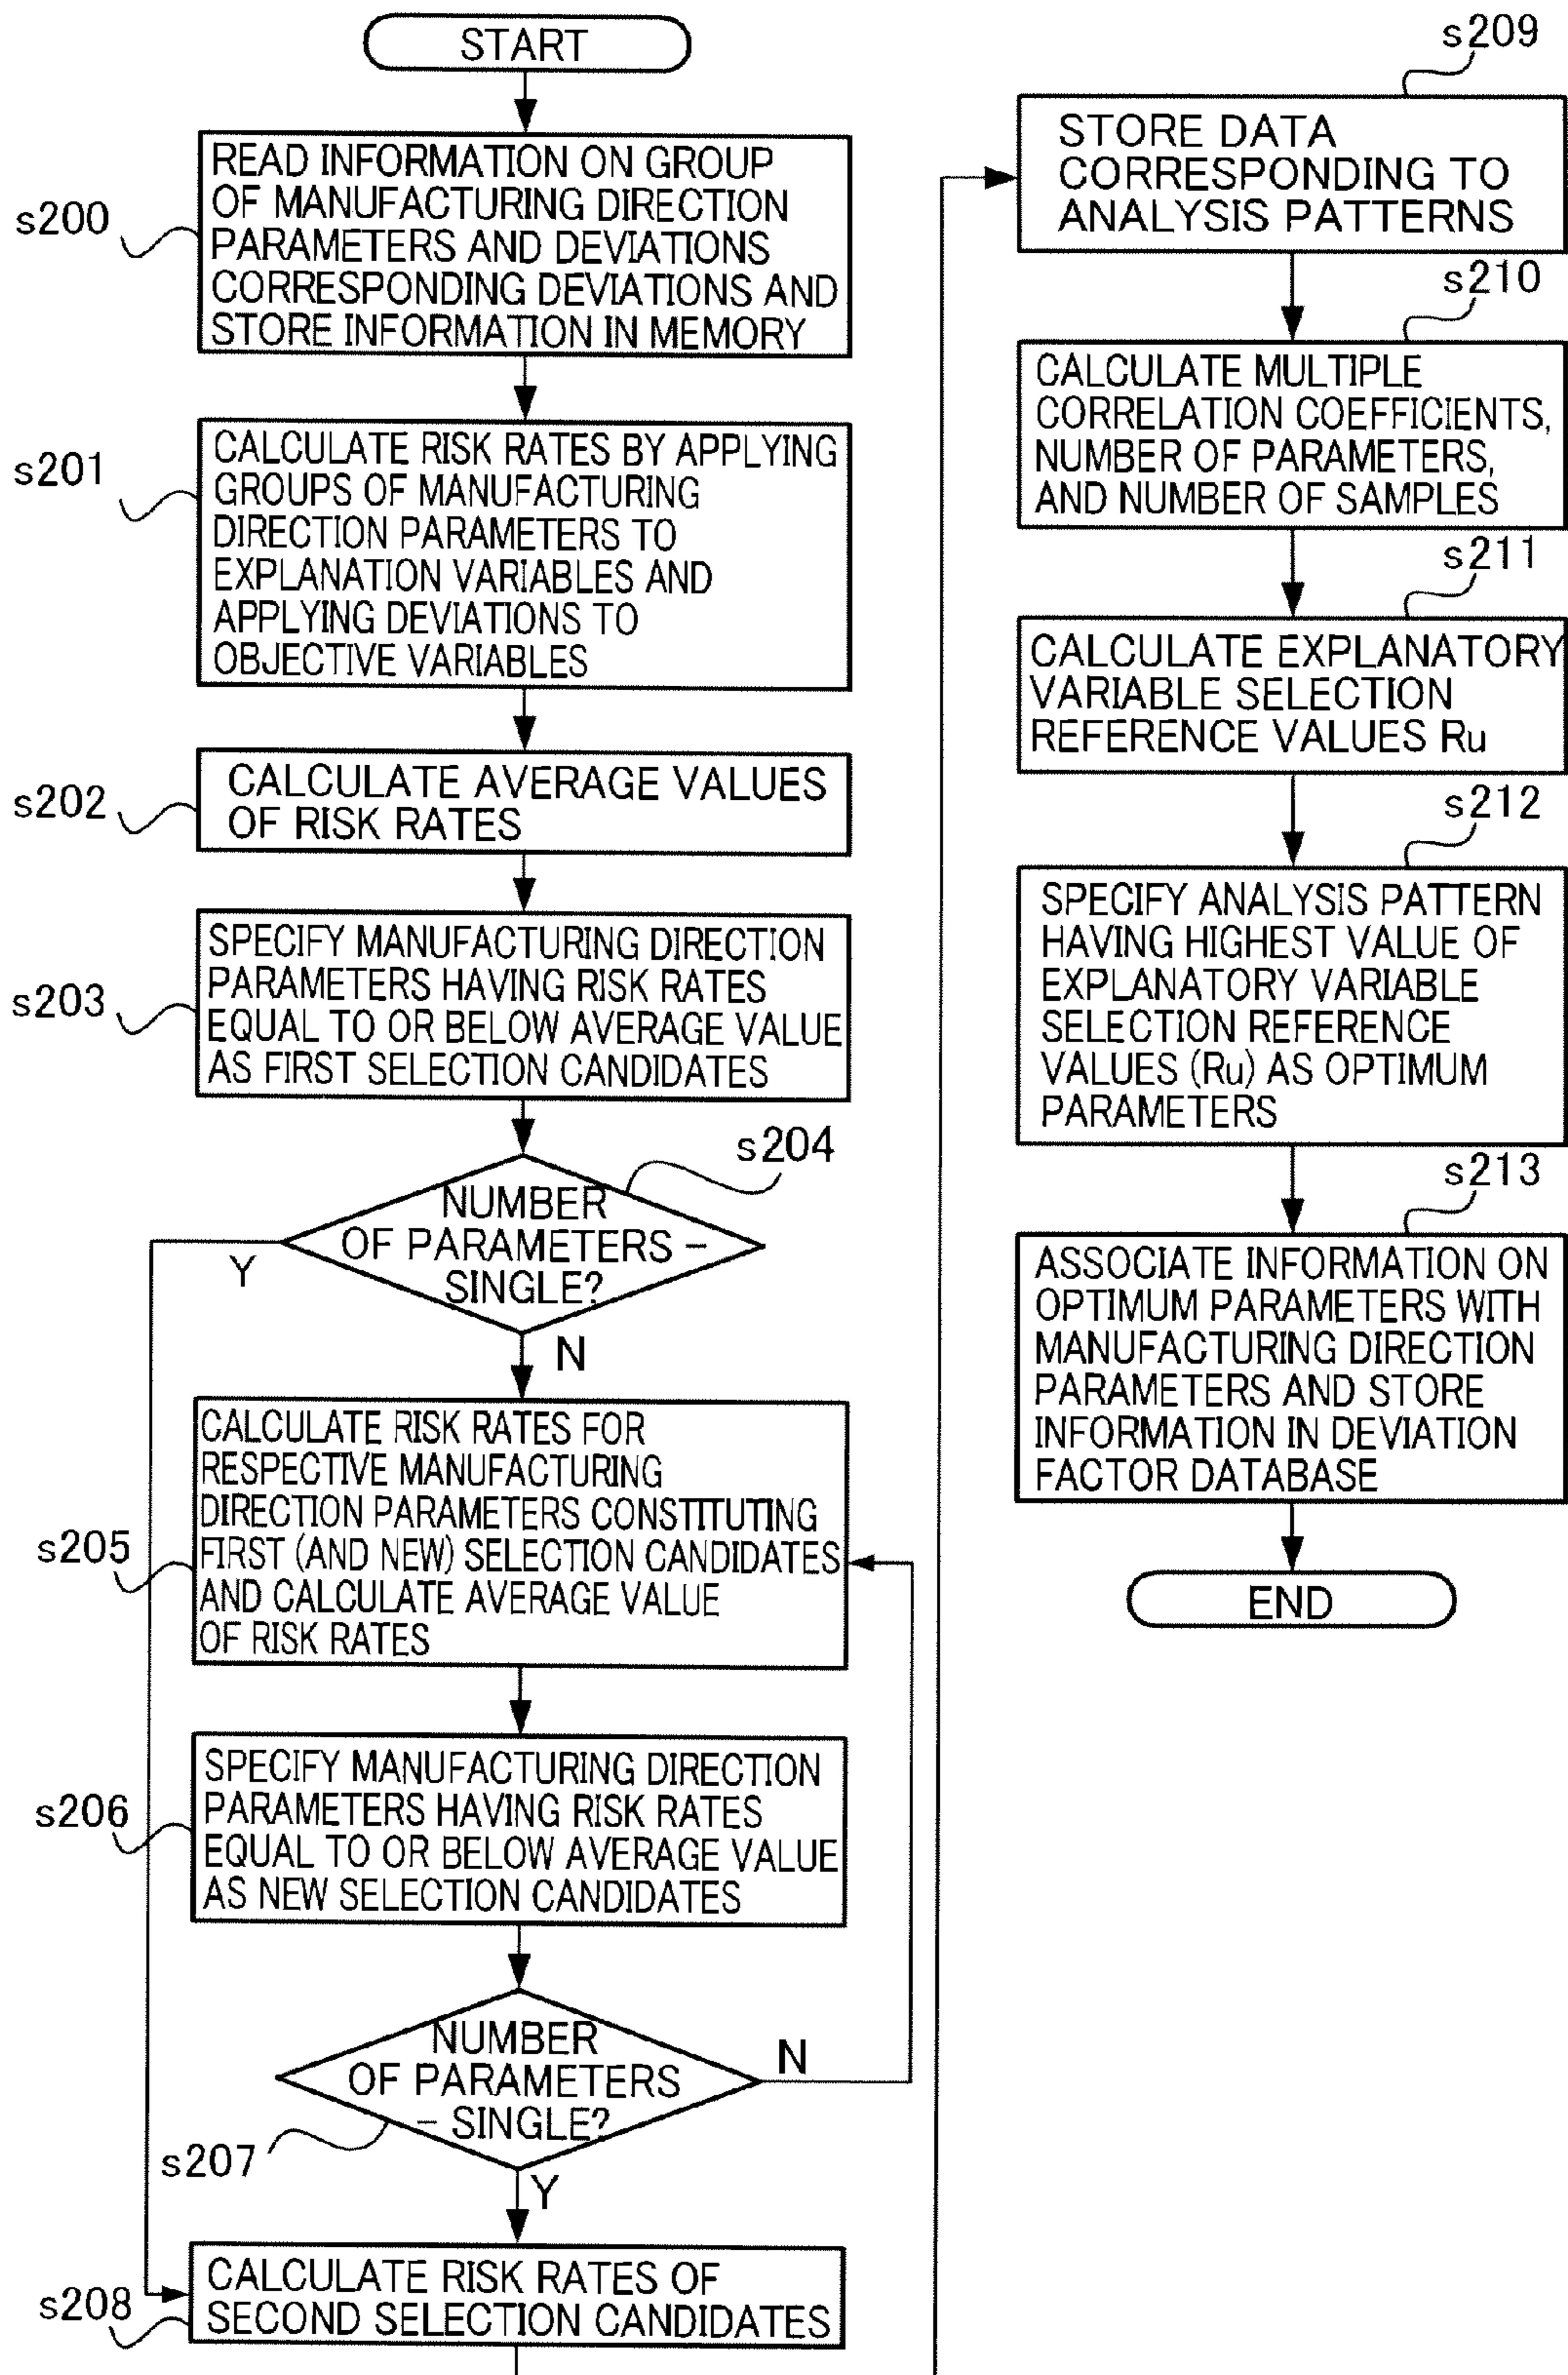 START
s200
READ INFORMATION ON GROUP
OF MANUFACTURING DIRECTION
PARAMETERS AND DEVIATIONS
CORRESPONDING DEVIATIONS AND
STORE INFORMATION IN MEMORY
s201
CALCULATE RISK RATES BY APPLYING
GROUPS OF MANUFACTURING
DIRECTION PARAMETERS TO
EXPLANATION VARIABLES AND
APPLYING DEVIATIONS TO
OBJECTIVE VARIABLES
s202
CALCULATE AVERAGE VALUES
OF RISK RATES
s203
SPECIFY MANUFACTURING DIRECTION
PARAMETERS HAVING RISK RATES
EQUAL TO OR BELOW AVERAGE VALUE
AS FIRST SELECTION CANDIDATES
s204
NUMBER
OF PARAMETERS –
SINGLE?
Y
N
s205
CALCULATE RISK RATES FOR
RESPECTIVE MANUFACTURING
DIRECTION PARAMETERS CONSTITUTING
FIRST (AND NEW) SELECTION CANDIDATES
AND CALCULATE AVERAGE VALUE
OF RISK RATES
s206
SPECIFY MANUFACTURING DIRECTION
PARAMETERS HAVING RISK RATES
EQUAL TO OR BELOW AVERAGE VALUE
AS NEW SELECTION CANDIDATES
NUMBER
OF PARAMETERS
– SINGLE?
N
s207
Y
s208
CALCULATE RISK RATES OF
SECOND SELECTION CANDIDATES
s209
STORE DATA
CORRESPONDING TO
ANALYSIS PATTERNS
s210
CALCULATE MULTIPLE
CORRELATION COEFFICIENTS,
NUMBER OF PARAMETERS,
AND NUMBER OF SAMPLES
s211
CALCULATE EXPLANATORY
VARIABLE SELECTION
REFERENCE VALUES Ru
s212
SPECIFY ANALYSIS PATTERN
HAVING HIGHEST VALUE OF
EXPLANATORY VARIABLE
SELECTION REFERENCE
VALUES (Ru) AS OPTIMUM
PARAMETERS
s213
ASSOCIATE INFORMATION ON
OPTIMUM PARAMETERS WITH
MANUFACTURING DIRECTION
PARAMETERS AND STORE
INFORMATION IN DEVIATION
FACTOR DATABASE
END